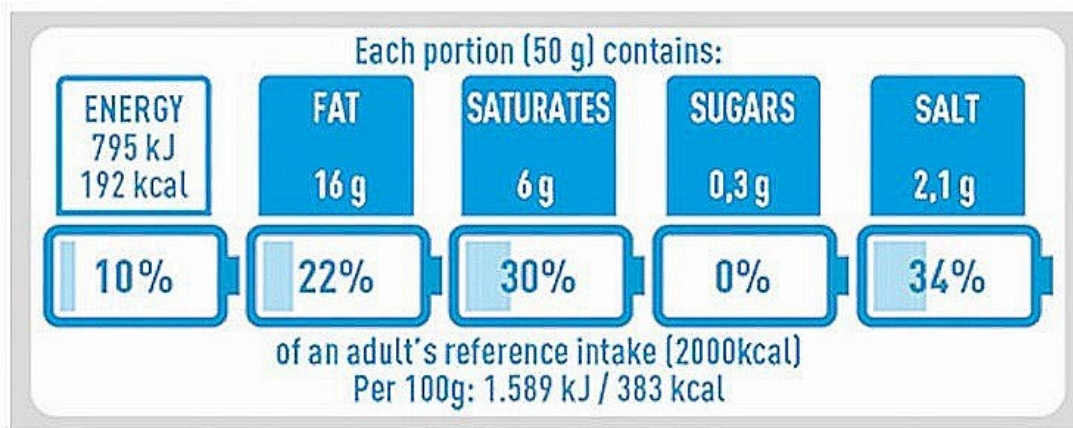 Each portion (50 g) contains:
ENERGY
795 kJ
192 kcal
FAT
16 g
SATURATES
6 g
SUGARS
0,3 g
SALT
2,1 g
10%
22%
30%
0%
34%
of an adult's reference intake (2000kcal)
Per 100g: 1.589 kJ / 383 kcal